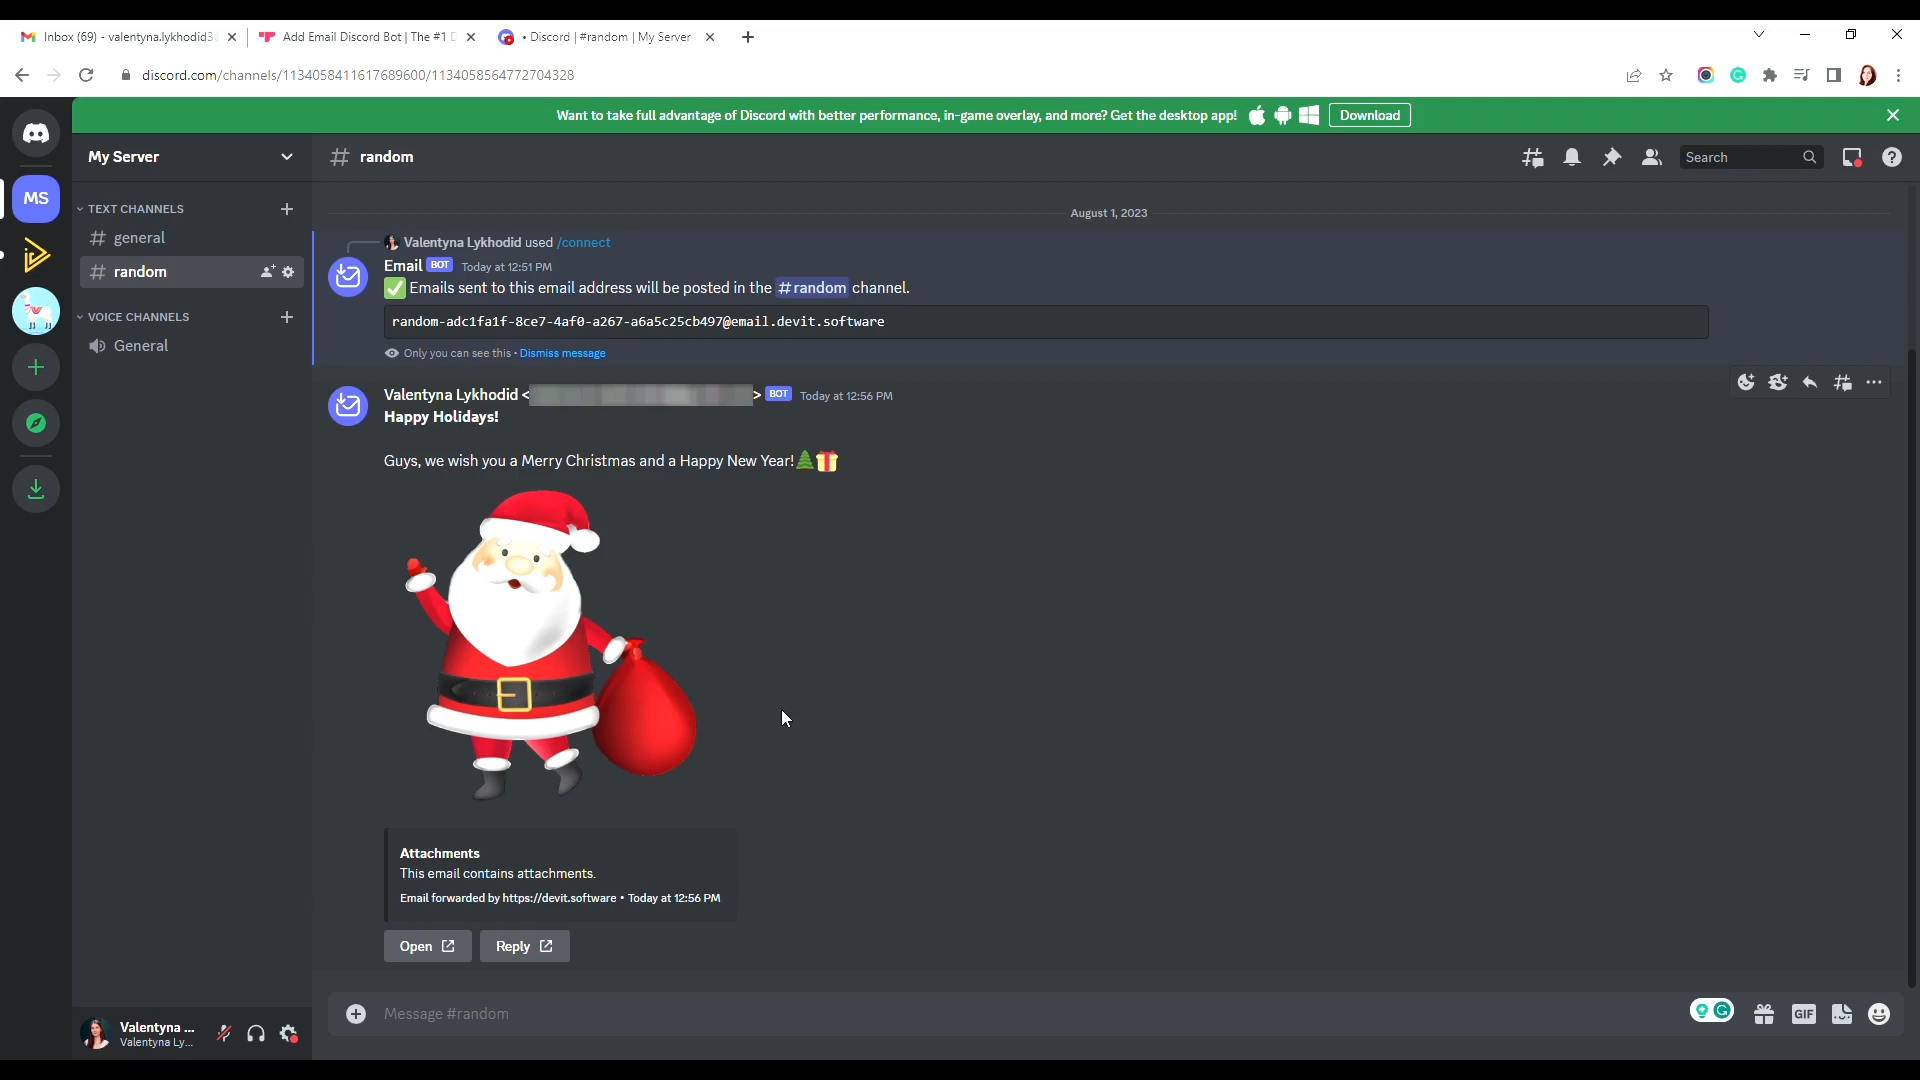 Inbox (69) - valentyna.lykhodid3
Add Email Discord Bot | The #1 D
• Discord | #random | My Server
discord.com/channels/1134058411617689600/1134058564772704328
Want to take full advantage of Discord with better performance, in-game overlay, and more? Get the desktop app!
Download
My Server
# random
Search
MS
TEXT CHANNELS
# general
# random
VOICE CHANNELS
General
August 1, 2023
Valentyna Lykhodid used /connect
Email BOT Today at 12:51 PM
✅ Emails sent to this email address will be posted in the #random channel.
random-adc1fa1f-8ce7-4af0-a267-a6a5c25cb497@email.devit.software
Only you can see this • Dismiss message
Valentyna Lykhodid < > BOT Today at 12:56 PM
Happy Holidays!
Guys, we wish you a Merry Christmas and a Happy New Year!🎄🎁
Attachments
This email contains attachments.
Email forwarded by https://devit.software • Today at 12:56 PM
Open
Reply
Message #random
GIF
Valentyna ...
Valentyna Ly...